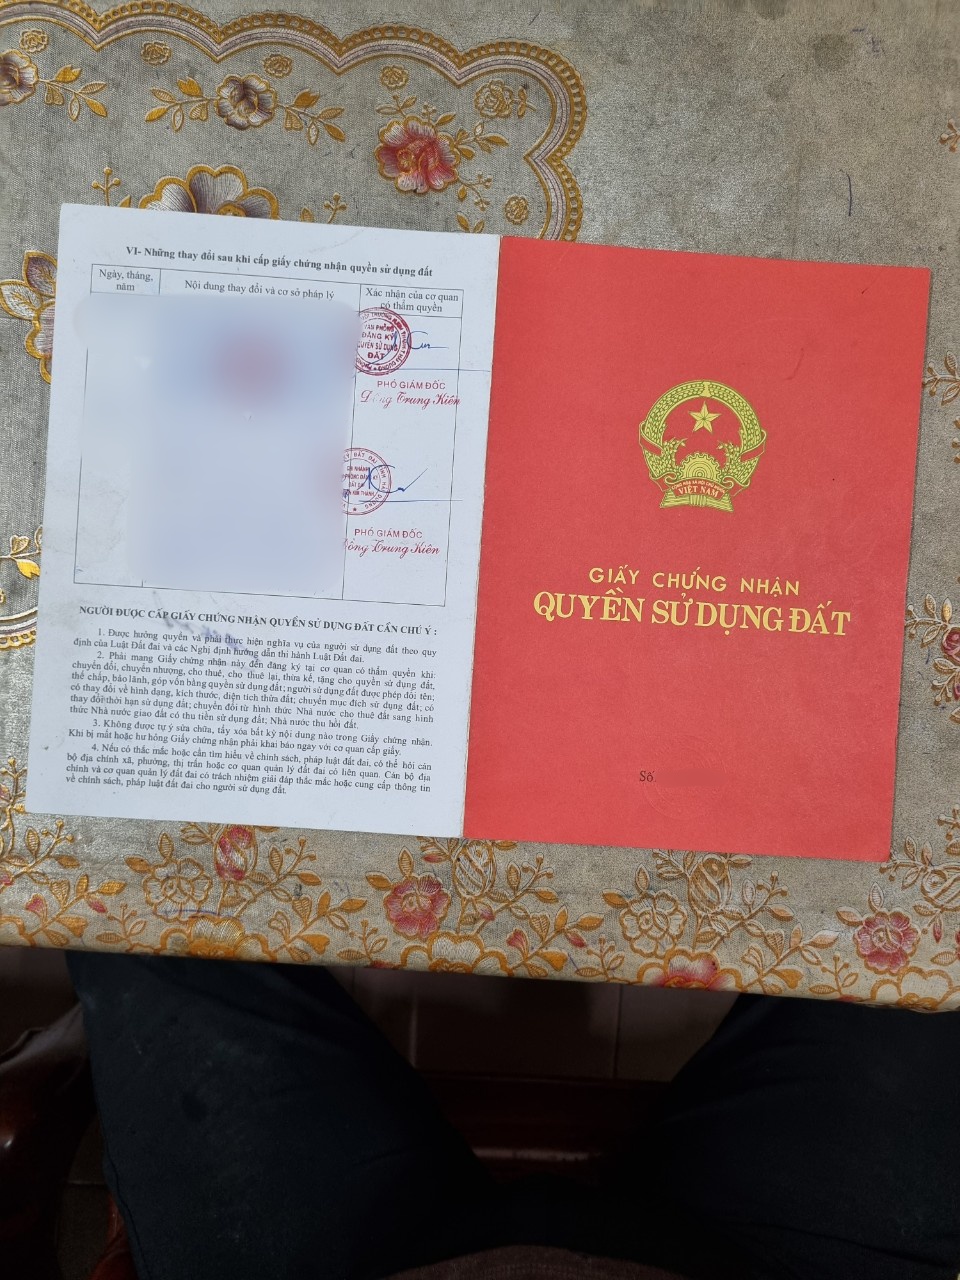 VI- Những thay đổi sau khi cấp giấy chứng nhận quyền sử dụng đất
Ngày, tháng, năm
Nội dung thay đổi và cơ sở pháp lý
Xác nhận của cơ quan có thẩm quyền
VĂN PHÒNG
ĐĂNG KÝ
QUYỀN SỬ DỤNG
ĐẤT
PHÓ GIÁM ĐỐC
Đồng Trung Kiên
PHÓ GIÁM ĐỐC
Đồng Trung Kiên
NGƯỜI ĐƯỢC CẤP GIẤY CHỨNG NHẬN QUYỀN SỬ DỤNG ĐẤT CẦN CHÚ Ý :
1. Được hưởng quyền và phải thực hiện nghĩa vụ của người sử dụng đất theo quy
định của Luật Đất đai và các Nghị định hướng dẫn thi hành Luật Đất đai.
2. Phải mang Giấy chứng nhận này đến đăng ký tại cơ quan có thẩm quyền khi:
chuyển đổi, chuyển nhượng, cho thuê, cho thuê lại, thừa kế, tặng cho quyền sử dụng đất,
thế chấp, bảo lãnh, góp vốn bằng quyền sử dụng đất; người sử dụng đất được phép đổi tên;
có thay đổi về hình dạng, kích thước, diện tích thửa đất; chuyển mục đích sử dụng đất; có
thay đổi thời hạn sử dụng đất; chuyển đổi từ hình thức Nhà nước cho thuê đất sang hình
thức Nhà nước giao đất có thu tiền sử dụng đất; Nhà nước thu hồi đất.
3. Không được tự ý sửa chữa, tẩy xóa bất kỳ nội dung nào trong Giấy chứng nhận.
Khi bị mất hoặc hư hỏng Giấy chứng nhận phải khai báo ngay với cơ quan cấp giấy.
4. Nếu có thắc mắc hoặc cần tìm hiểu về chính sách, pháp luật đất đai, có thể hỏi cán
bộ địa chính xã, phường, thị trấn hoặc cơ quan quản lý đất đai có liên quan. Cán bộ địa
chính và cơ quan quản lý đất đai có trách nhiệm giải đáp thắc mắc hoặc cung cấp thông tin
về chính sách, pháp luật đất đai cho người sử dụng đất.
VIỆT NAM
GIẤY CHỨNG NHẬN
QUYỀN SỬ DỤNG ĐẤT
Số